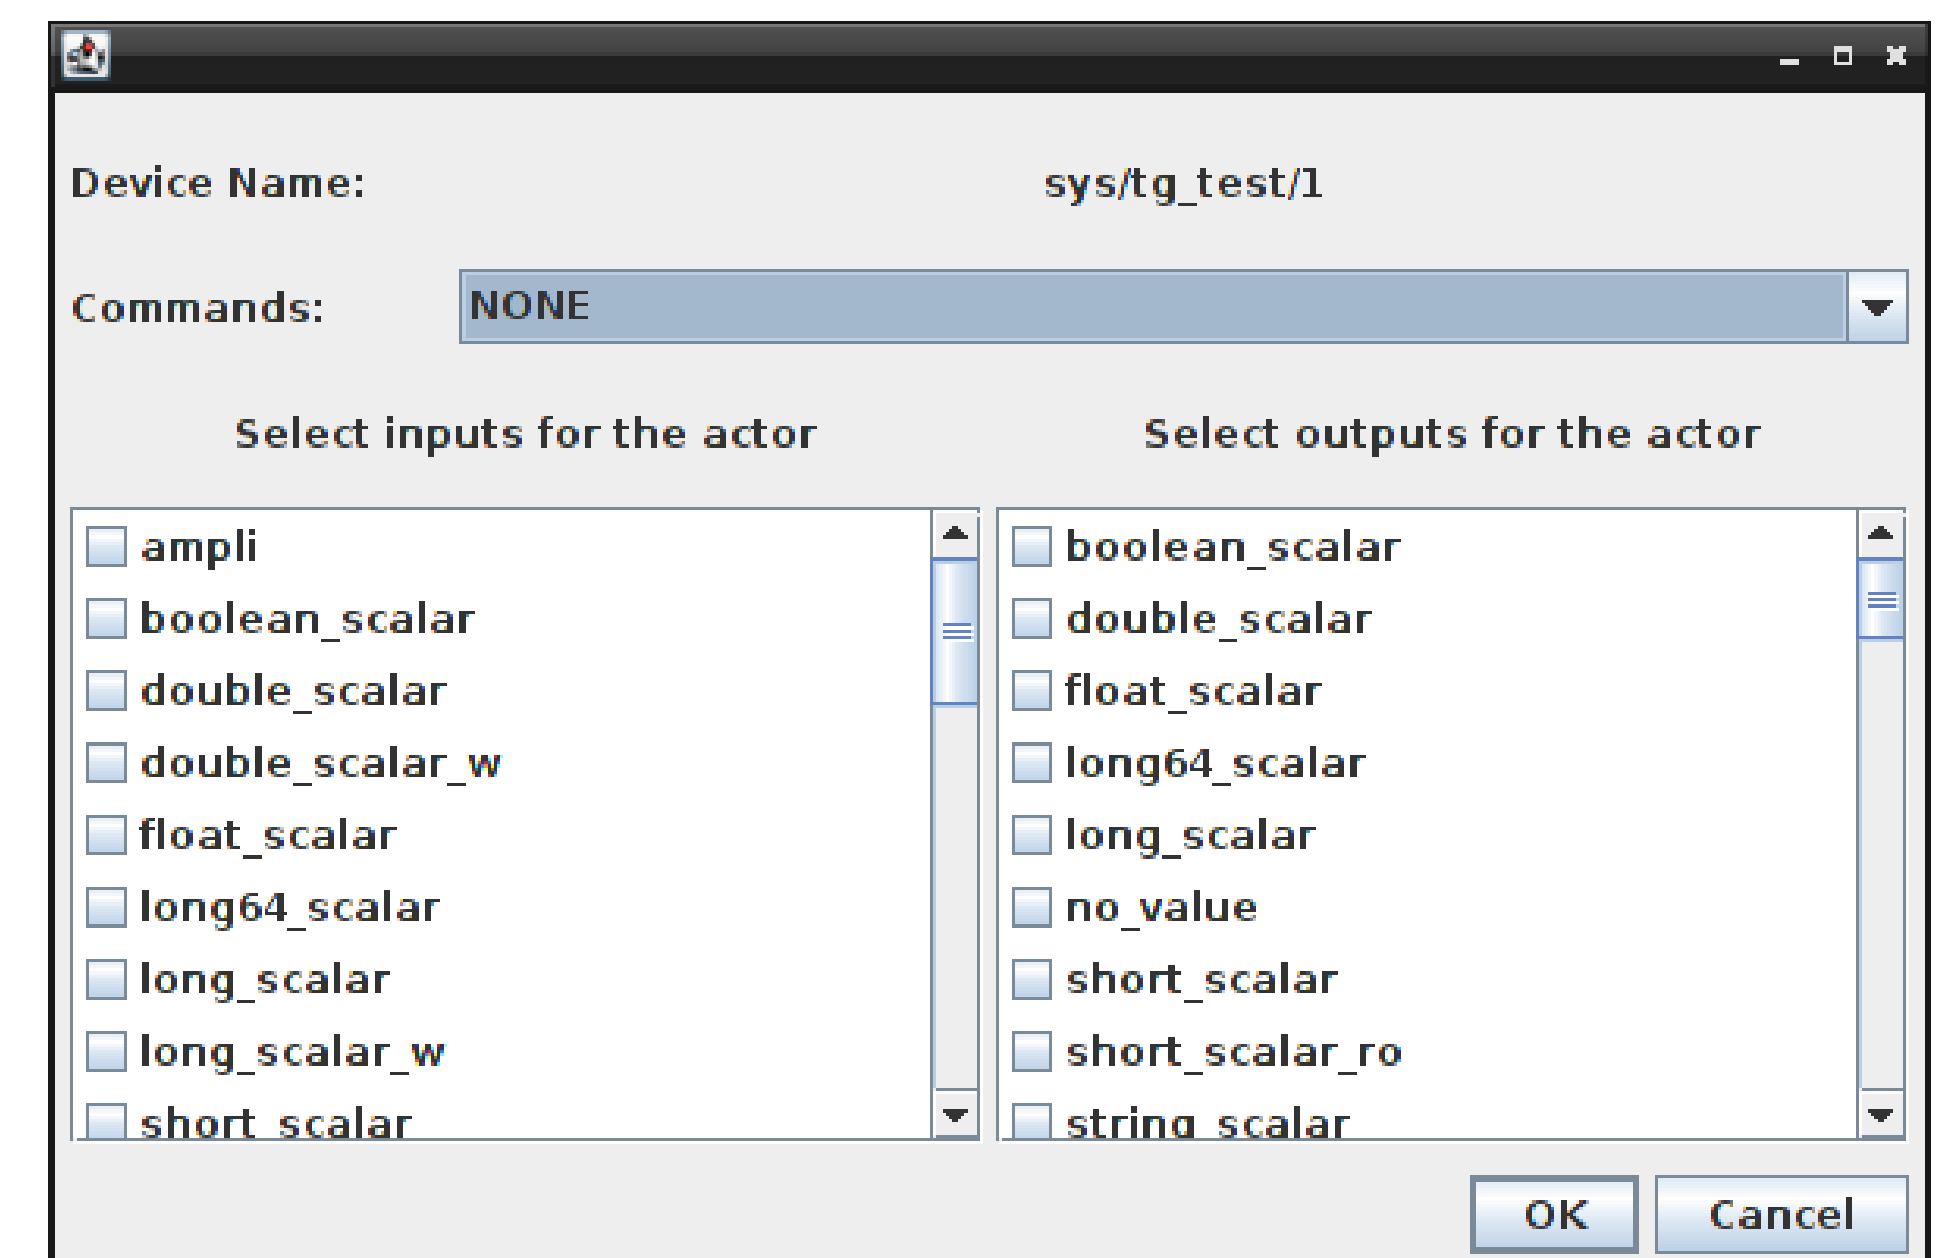 Device Name: sys/tg_test/1
Commands: NONE
Select inputs for the actor
ampli
boolean_scalar
double_scalar
double_scalar_w
float_scalar
long64_scalar
long_scalar
long_scalar_w
short_scalar
Select outputs for the actor
boolean_scalar
double_scalar
float_scalar
long64_scalar
long_scalar
no_value
short_scalar
short_scalar_ro
string_scalar
OK Cancel